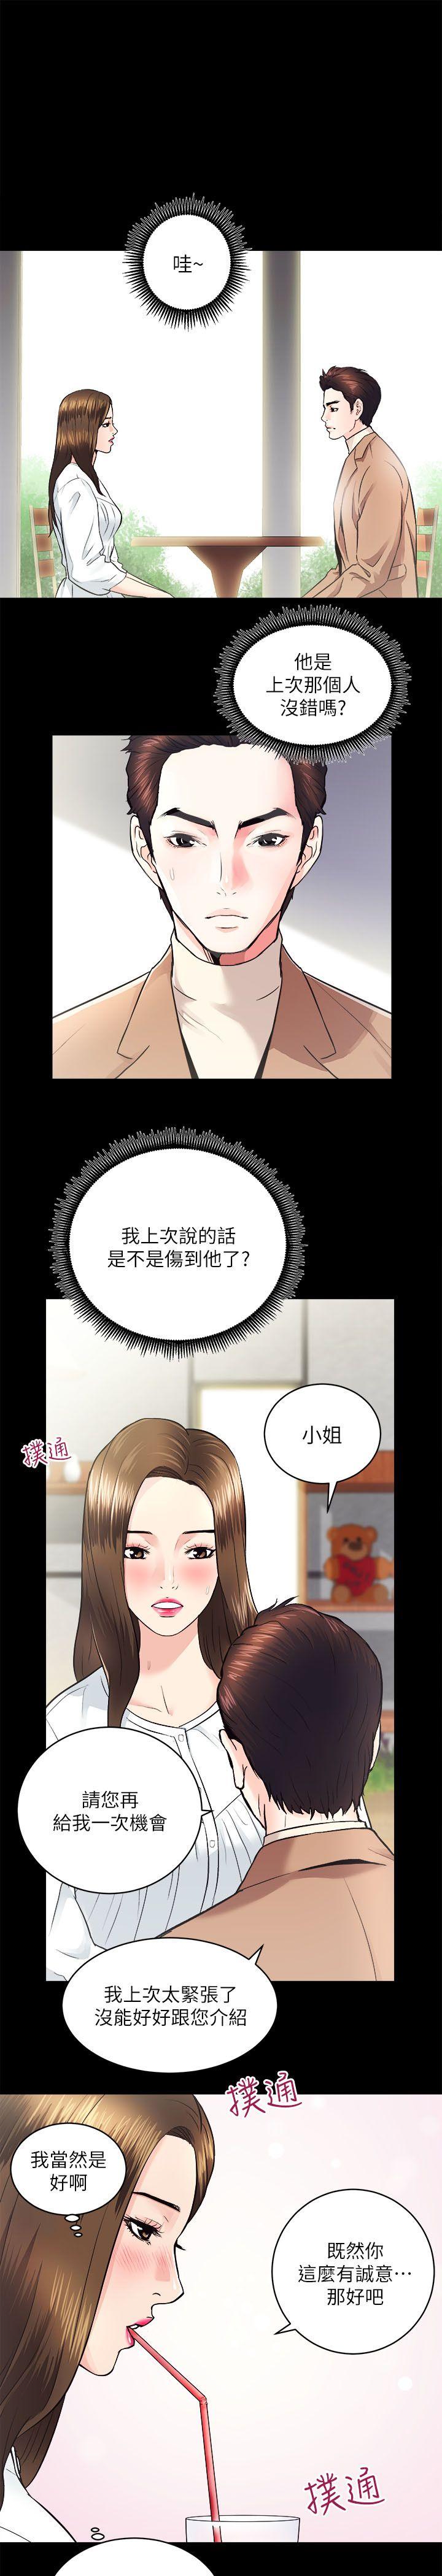 哇~
他是
上次那個人
沒錯嗎?
我上次說的話
是不是傷到他了?
小姐
撲通
請您再
給我一次機會
我上次太緊張了
沒能好好跟您介紹
撲通
我當然是
好啊
既然你
這麼有誠意⋯
那好吧
撲通